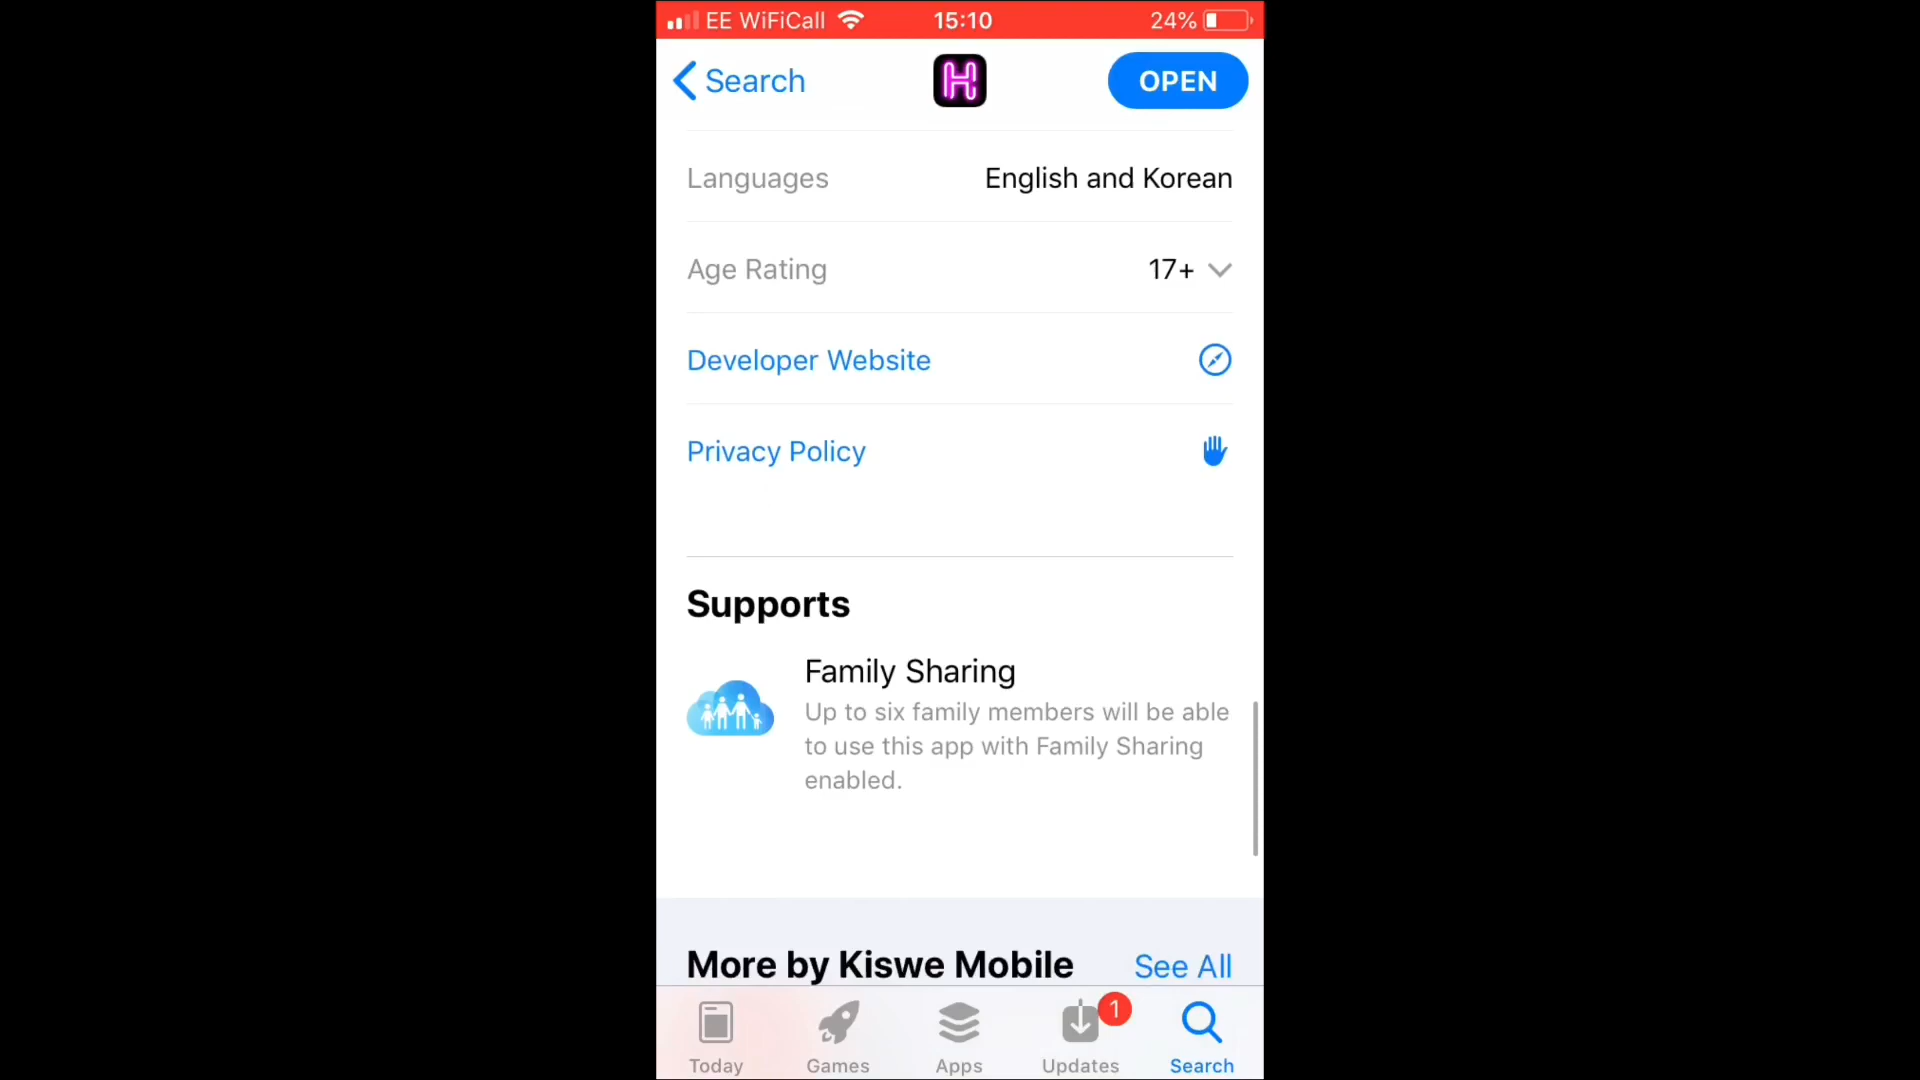 EE WiFiCall 15:10 24%
Search H OPEN
Languages English and Korean
Age Rating 17+
Developer Website
Privacy Policy
Supports
Family Sharing
Up to six family members will be able
to use this app with Family Sharing
enabled.
More by Kiswe Mobile See All
1
Today Games Apps Updates Search